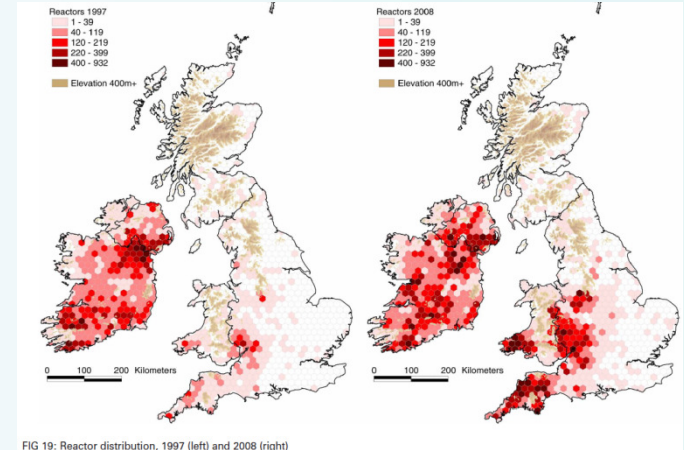 Reactors 1997
1 - 39
40 - 119
120 - 219
220 - 399
400 - 932
Elevation 400m+
0 100 200 Kilometers
Reactors 2008
1 - 39
40 - 119
120 - 219
220 - 399
400 - 932
Elevation 400m+
0 100 200 Kilometers
FIG 19: Reactor distribution, 1997 (left) and 2008 (right)